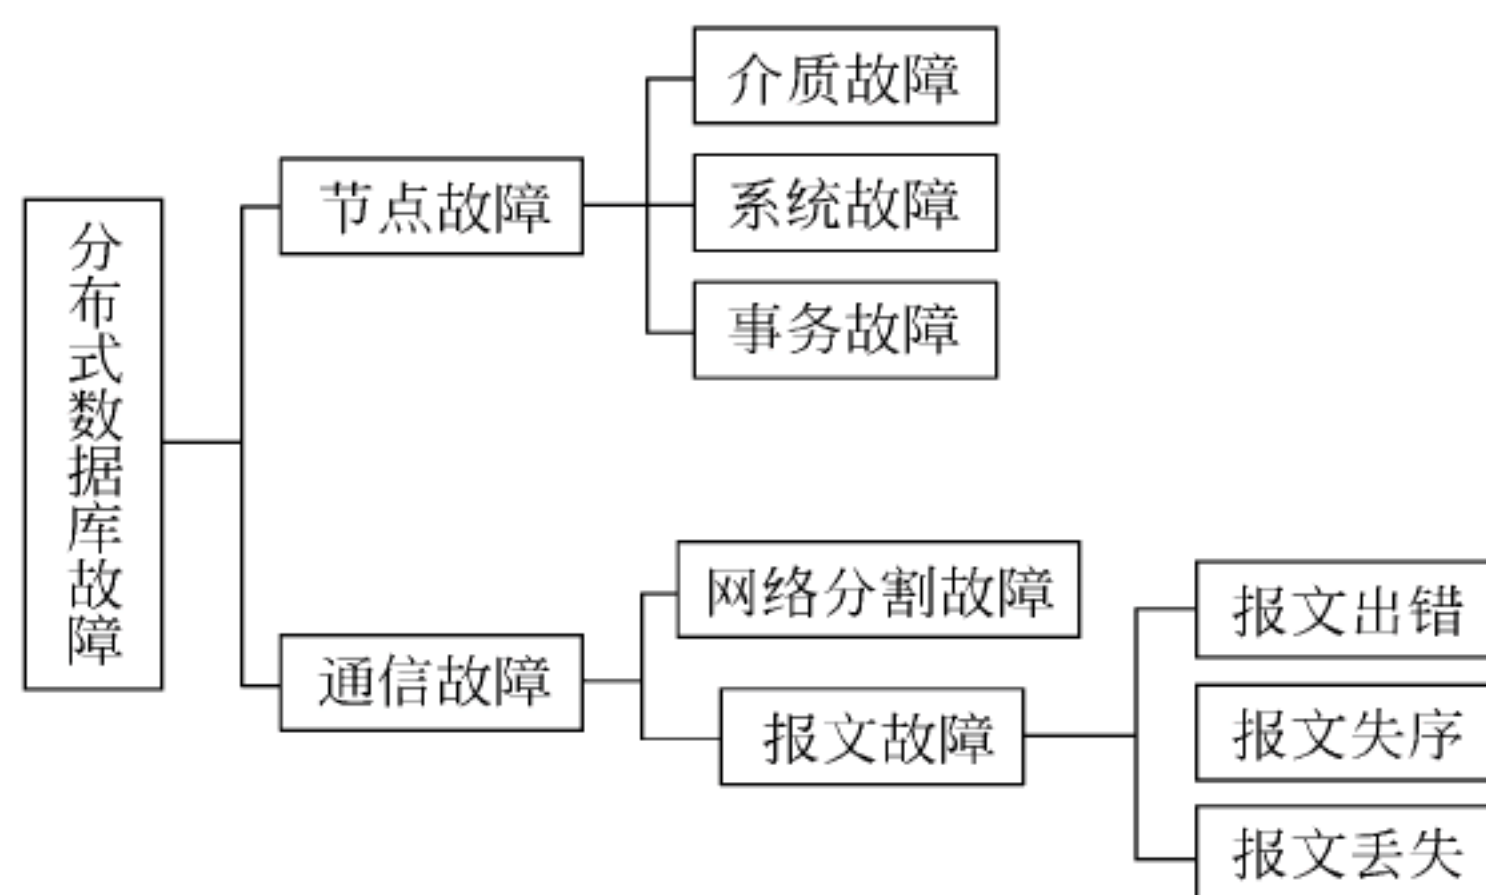 分布式数据库故障
节点故障
介质故障
系统故障
事务故障
通信故障
网络分割故障
报文故障
报文出错
报文失序
报文丢失